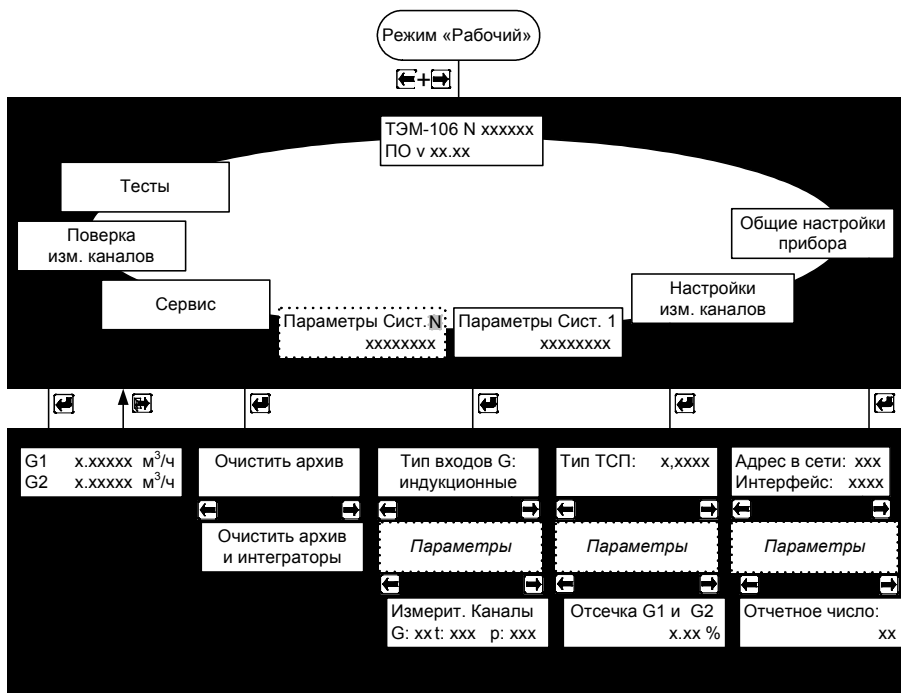 Режим «Рабочий»
+
ТЭМ-106 N xxxxxx
ПО v xx.xx
Тесты
Поверка
изм. каналов
Сервис
Параметры Сист.N
xxxxxxxx
Параметры Сист. 1
xxxxxxxx
Настройки
изм. каналов
Общие настройки
прибора
G1 x.xxxxx м³/ч
G2 x.xxxxx м³/ч
Очистить архив
Очистить архив
и интеграторы
Тип входов G:
индукционные
Параметры
Измерит. Каналы
G: xx t: xxx p: xxx
Тип ТСП: x,xxxx
Параметры
Отсечка G1 и G2
x.xx %
Адрес в сети: xxx
Интерфейс: xxxx
Параметры
Отчетное число:
xx